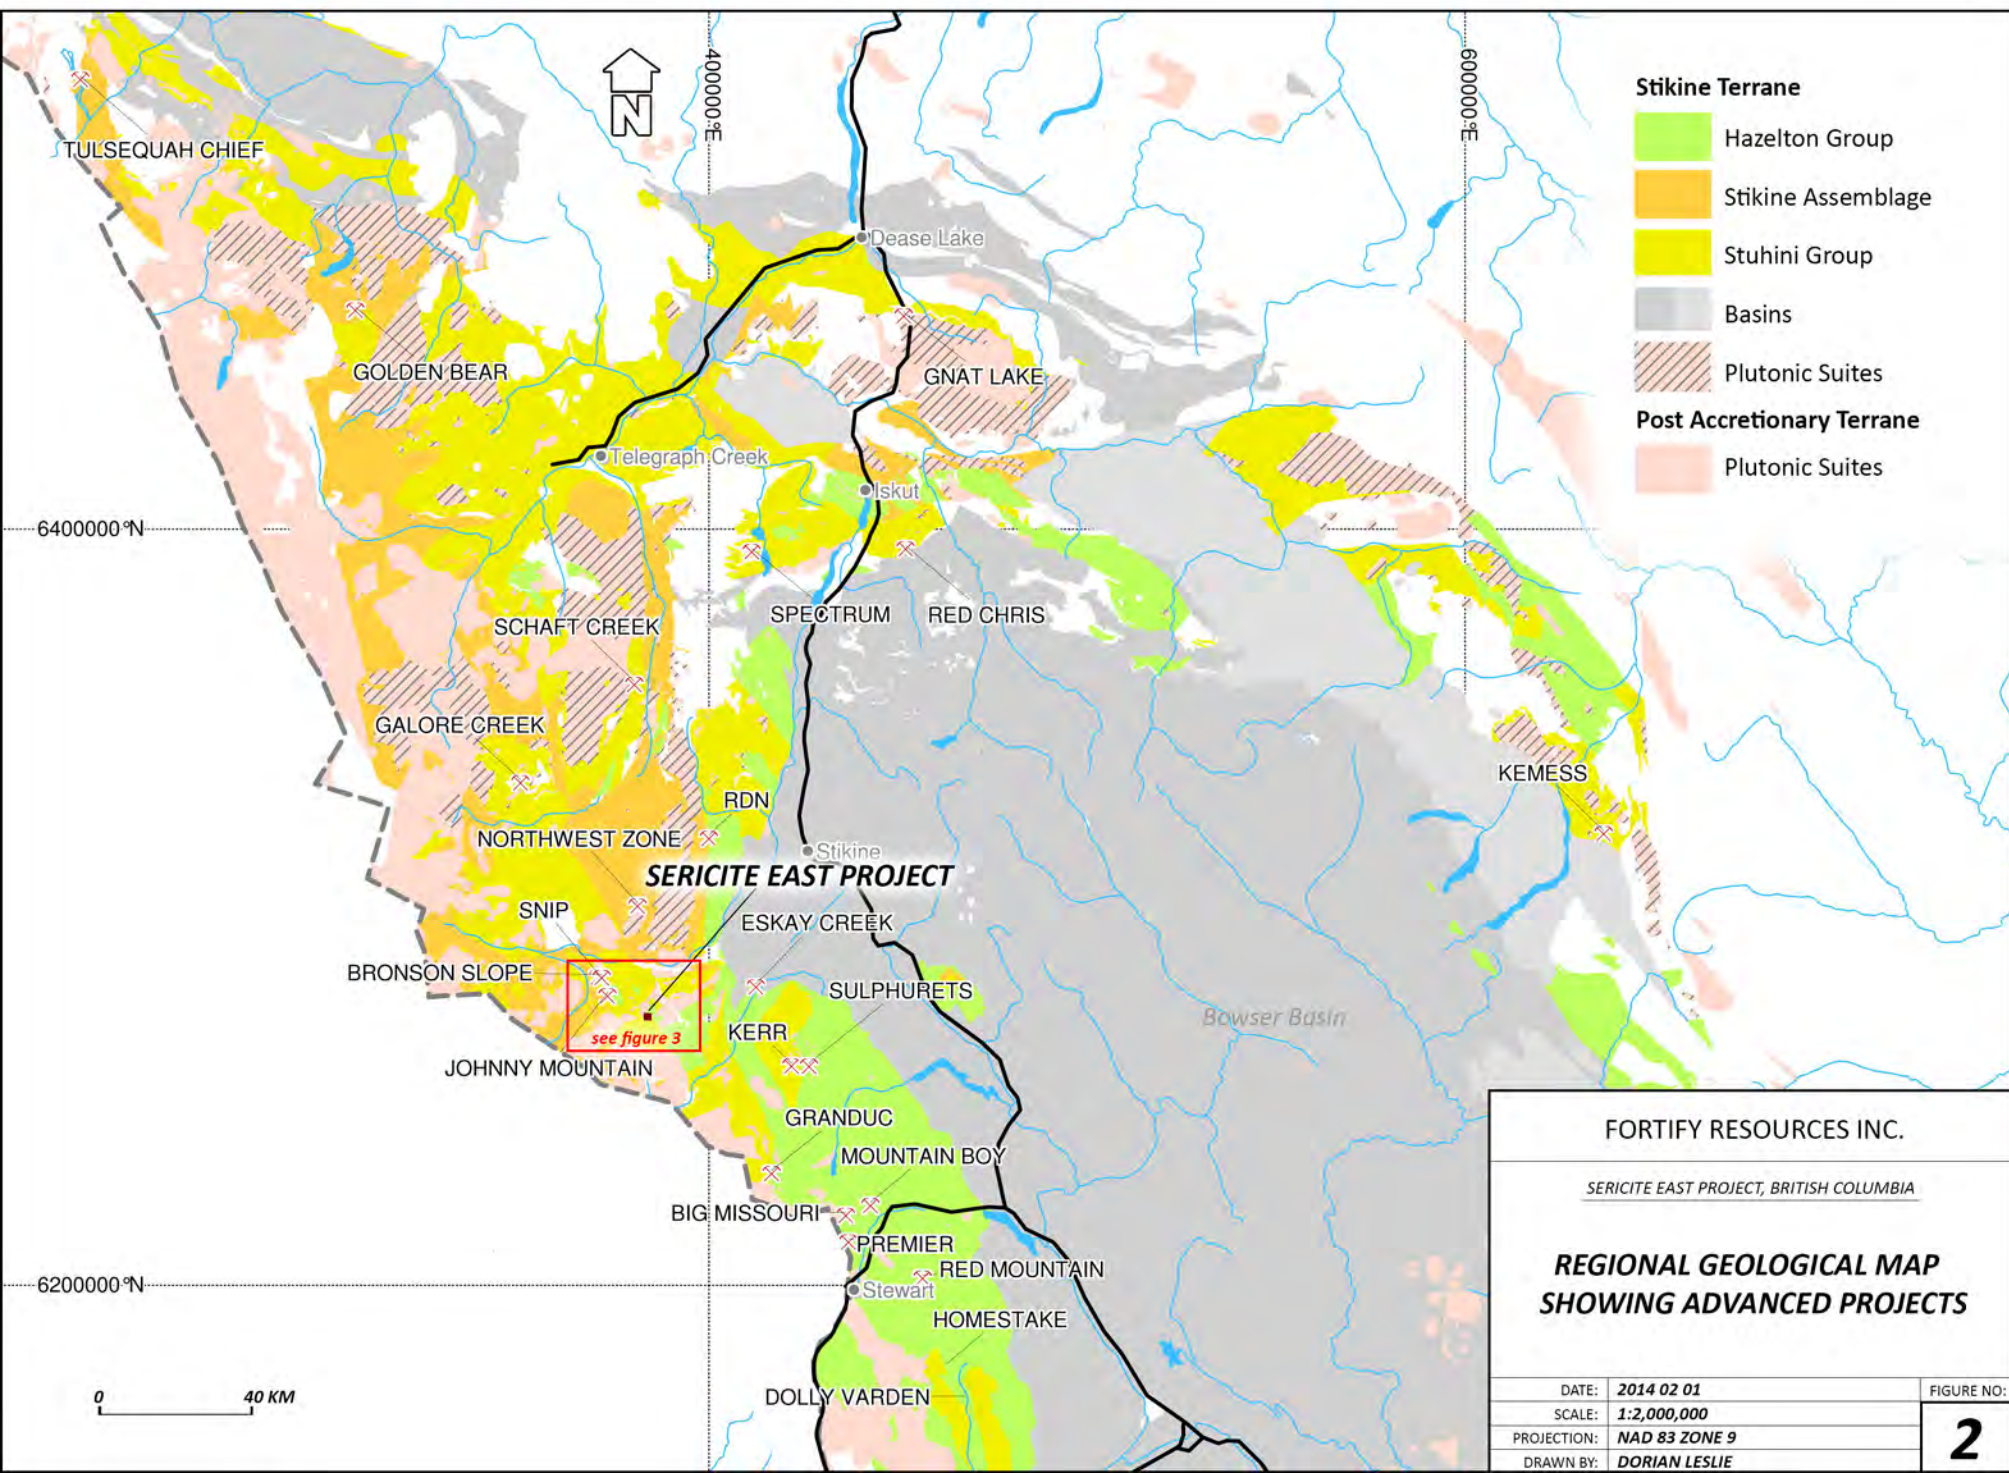 N
400000°E
600000°E
Stikine Terrane
Hazelton Group
Stikine Assemblage
Stuhini Group
Basins
Plutonic Suites
Post Accretionary Terrane
Plutonic Suites
TULSEQUAH CHIEF
Dease Lake
GOLDEN BEAR
GNAT LAKE
Telegraph Creek
Iskut
6400000°N
SPECTRUM
RED CHRIS
SCHAFT CREEK
GALORE CREEK
KEMESS
RDN
NORTHWEST ZONE
Stikine
SERICITE EAST PROJECT
SNIP
ESKAY CREEK
BRONSON SLOPE
SULPHURETS
Bowser Basin
KERR
see figure 3
JOHNNY MOUNTAIN
GRANDUC
MOUNTAIN BOY
BIG MISSOURI
PREMIER
RED MOUNTAIN
6200000°N
Stewart
HOMESTAKE
DOLLY VARDEN
0 40 KM
FORTIFY RESOURCES INC.
SERICITE EAST PROJECT, BRITISH COLUMBIA
REGIONAL GEOLOGICAL MAP
SHOWING ADVANCED PROJECTS
DATE: 2014 02 01
SCALE: 1:2,000,000
PROJECTION: NAD 83 ZONE 9
DRAWN BY: DORIAN LESLIE
FIGURE NO:
2